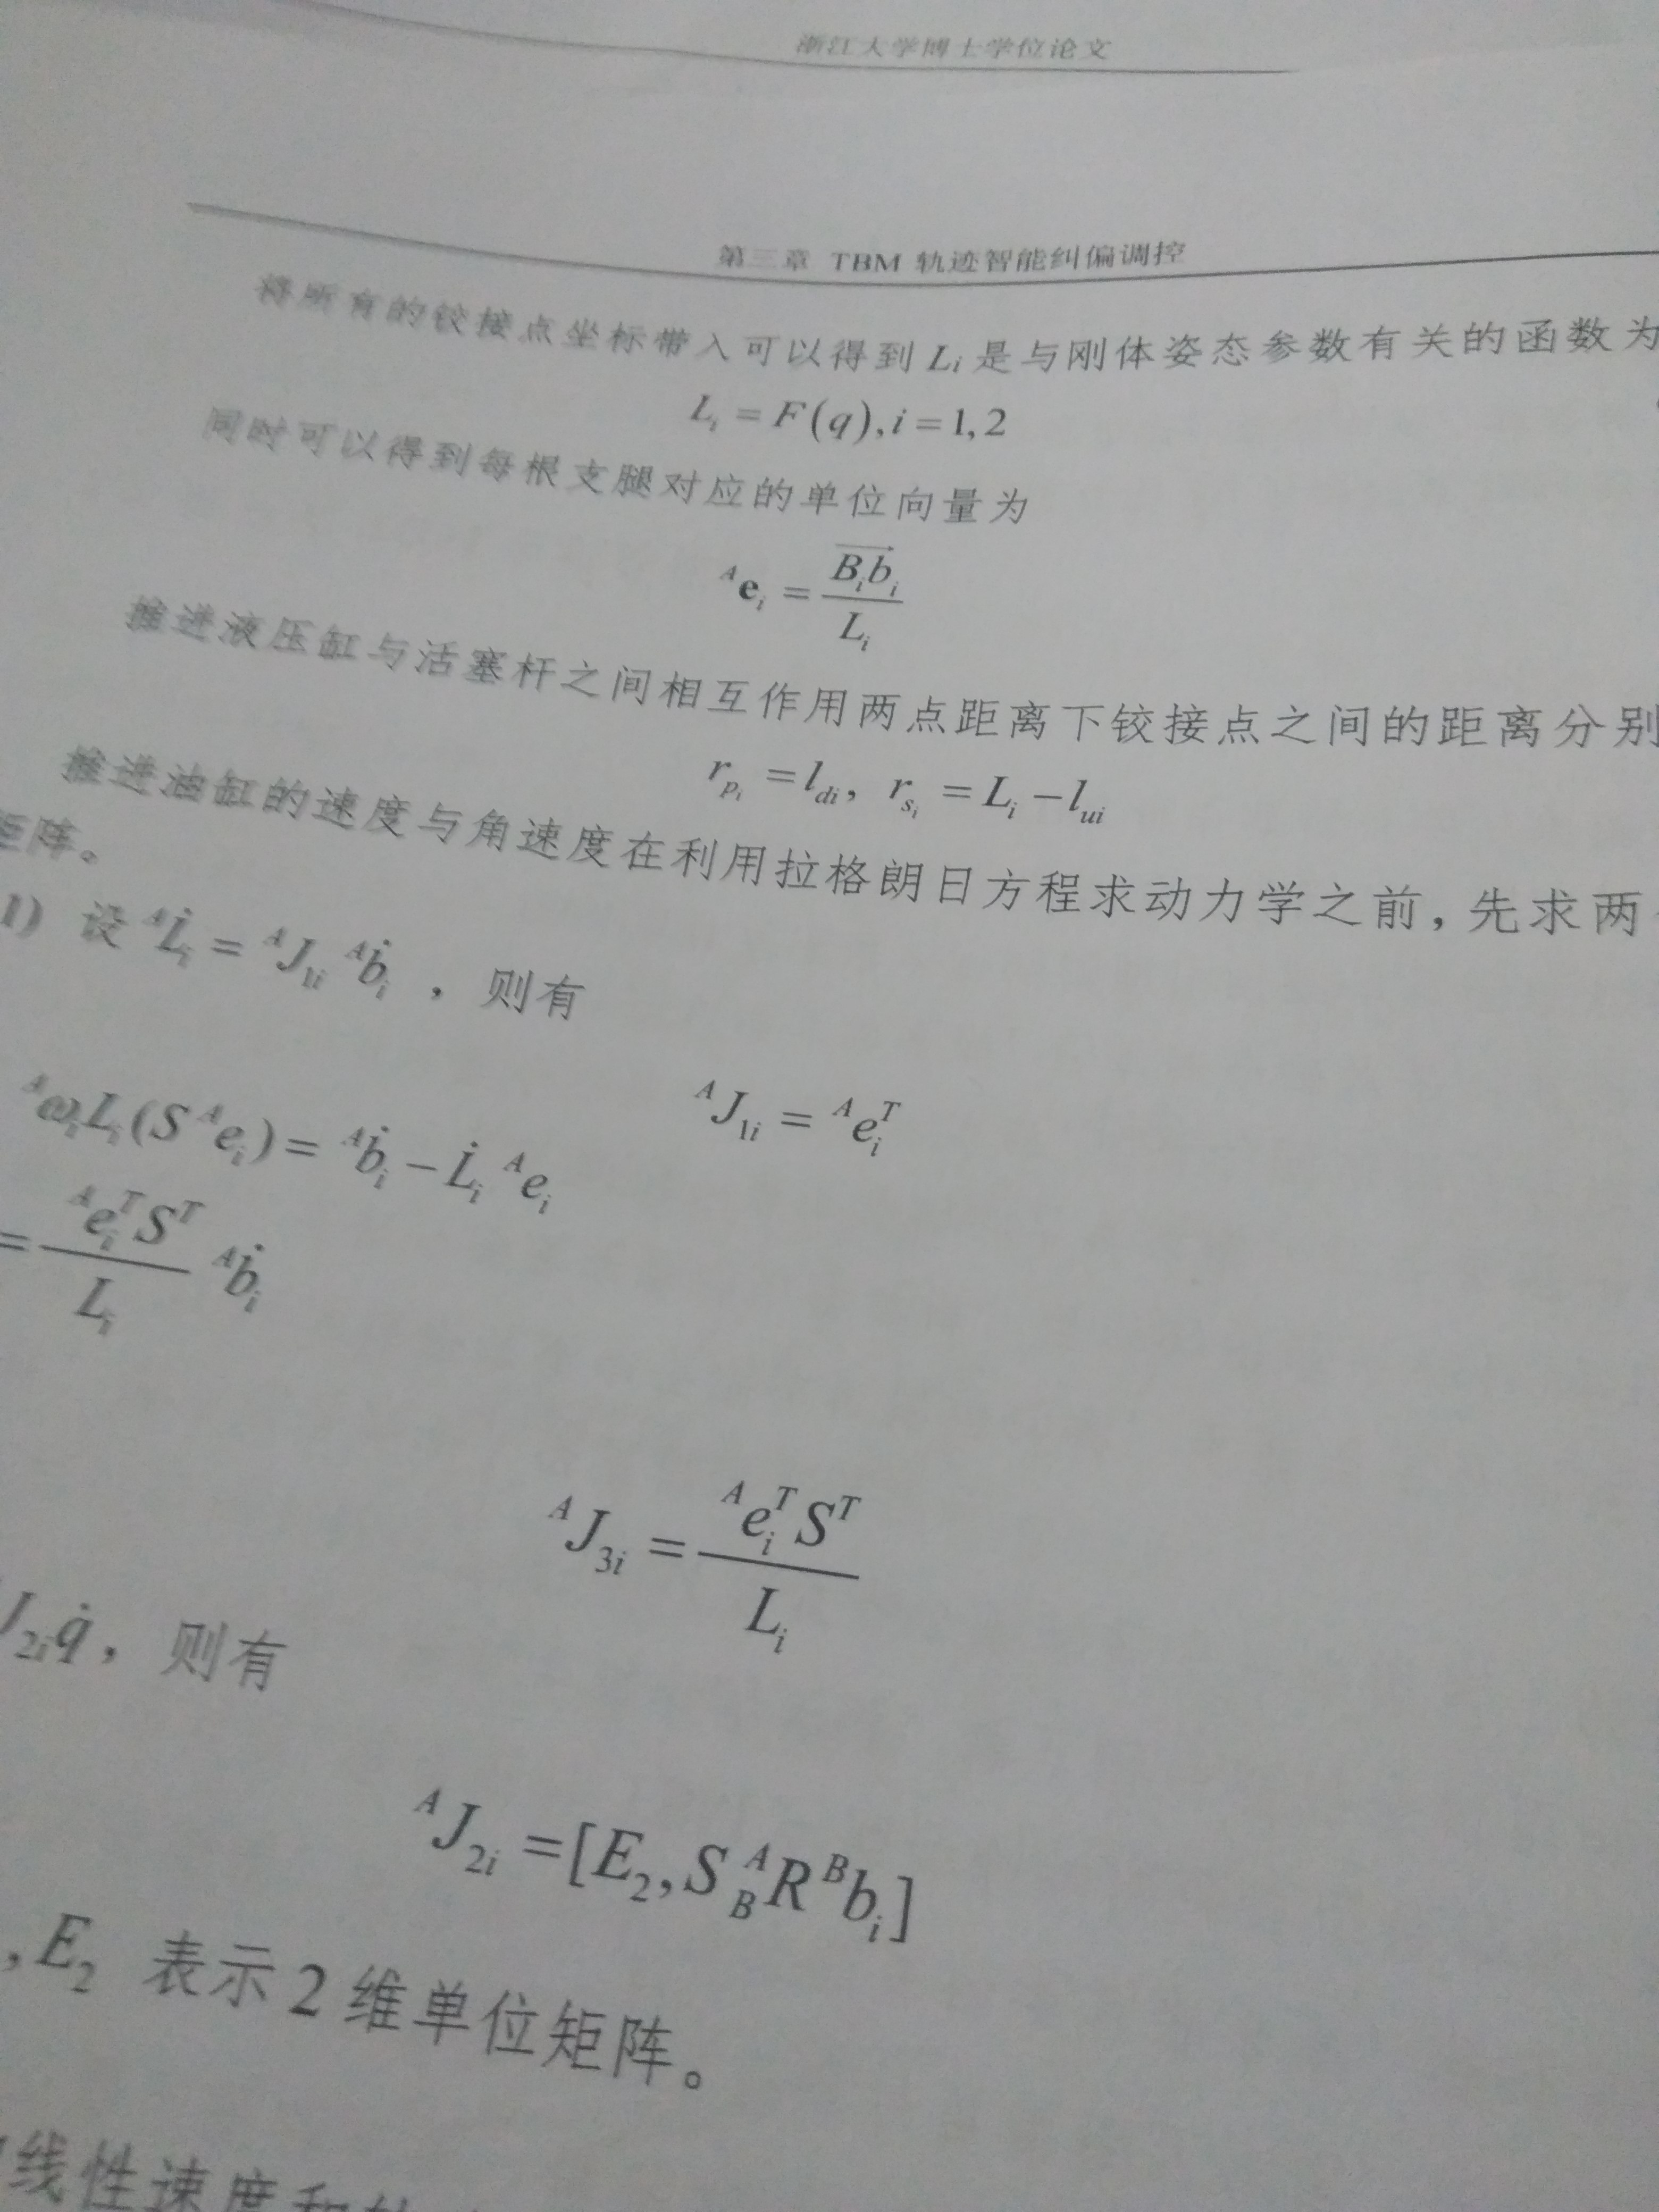 浙江大学博士学位论文
第三章 TBM 轨迹智能纠偏调控
将所有的铰接点坐标带入可以得到 Lᵢ 是与刚体姿态参数有关的函数为
Lᵢ = F(q), i = 1, 2
同时可以得到每根支腿对应的单位向量为
$^{A}\mathbf{e}_i = \frac{\overrightarrow{B_i b_i}}{L_i}$
推进液压缸与活塞杆之间相互作用两点距离下铰接点之间的距离分别
$r_{p_i} = l_{di}，r_{s_i} = L_i - l_{ui}$
推进油缸的速度与角速度在利用拉格朗日方程求动力学之前，先求两
矩阵。
1) 设 $^{A}\dot{L}_i = {}^{A}J_{1i}\,{}^{A}\dot{b}_i$ ，则有
$^{A}J_{1i} = {}^{A}e_i^{T}$
$^{A}\omega_i L_i (S\,{}^{A}e_i) = {}^{A}\dot{b}_i - \dot{L}_i\,{}^{A}e_i$
$= \frac{{}^{A}e_i^{T} S^{T}}{L_i}\,{}^{A}\dot{b}_i$
$^{A}J_{3i} = \frac{{}^{A}e_i^{T} S^{T}}{L_i}$
$J_{2i}\dot{q}$，则有
$^{A}J_{2i} = [E_2, S\,{}^{A}_{B}R\,{}^{B}b_i]$
, $E_2$ 表示 2 维单位矩阵。
线性速度和